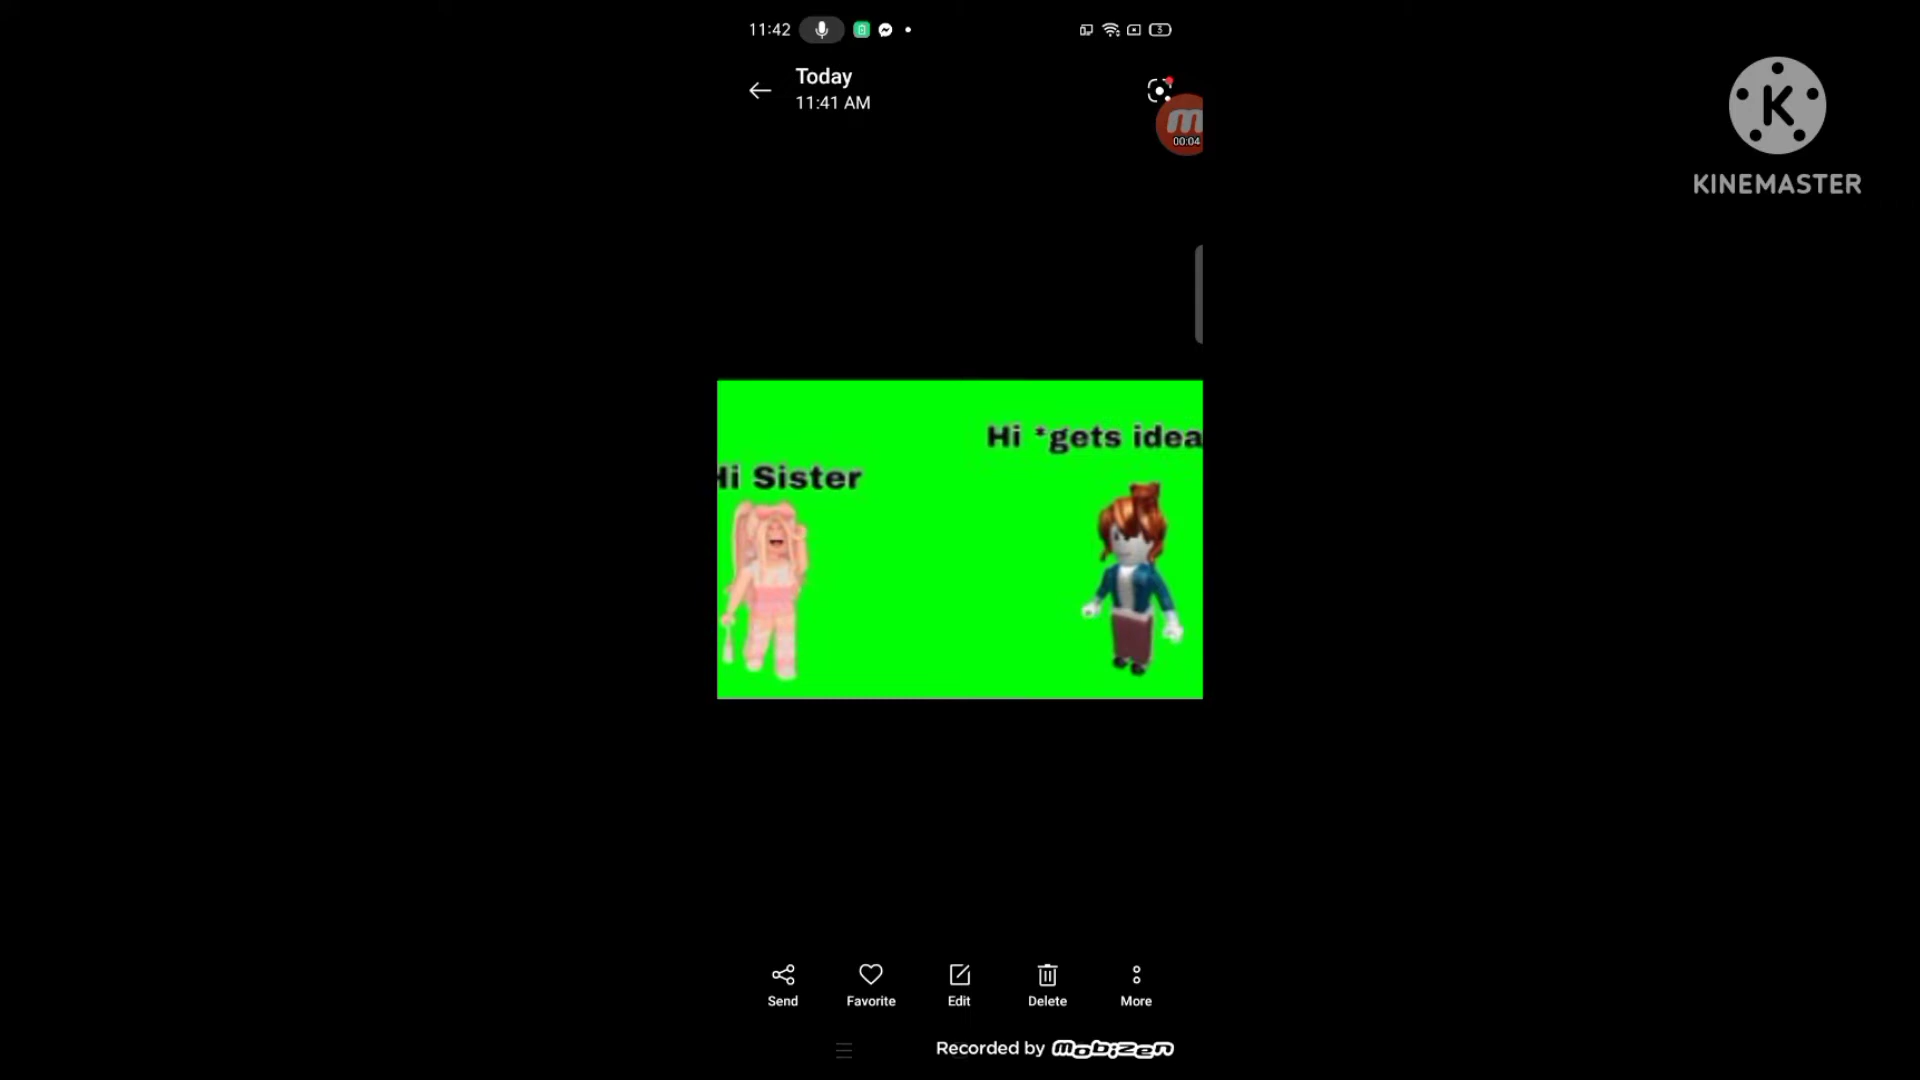 11:42
Today
11:41 AM
00:04
K
KINEMASTER
Hi *gets idea
Hi Sister
Send Favorite Edit Delete More
Recorded by mobizen